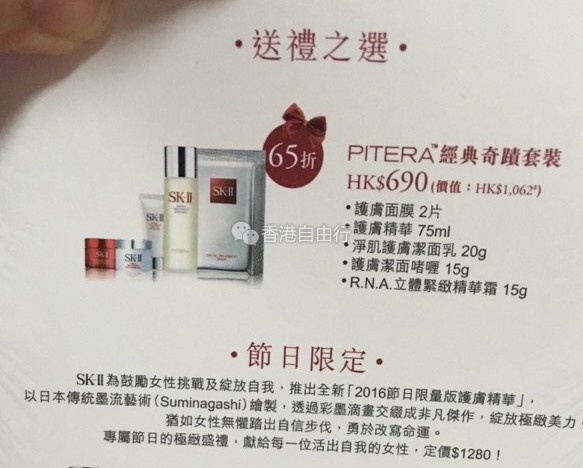 •送禮之選•
65折
PITERA™經典奇蹟套裝
HK$690(價值：HK$1,062#)
•護膚面膜 2片
•護膚精華 75ml
•淨肌護膚潔面乳 20g
•護膚潔面啫喱 15g
•R.N.A.立體緊緻精華霜 15g
SK-II
SK-II
SK-II
香港自由行
•節日限定•
SK-II為鼓勵女性挑戰及綻放自我，推出全新「2016節日限量版護膚精華」，
以日本傳統墨流藝術(Suminagashi)繪製，透過彩墨滴畫交綴成非凡傑作，綻放極緻美力，
猶如女性無懼踏出自信步伐，勇於改寫命運。
專屬節日的極緻盛禮，獻給每一位活出自我的女性，定價$1280！